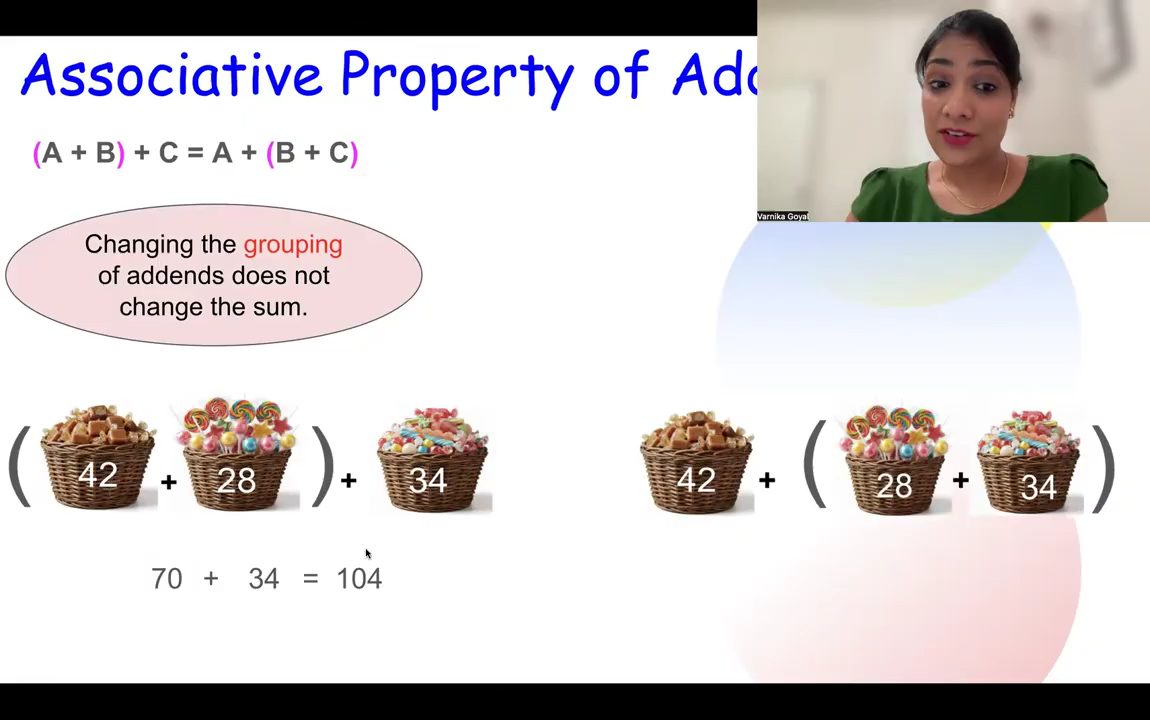 Associative Property of Add
(A + B) + C = A + (B + C)
Varnika Goyal
Changing the grouping
of addends does not
change the sum.
( 42 + 28 ) + 34
42 + ( 28 + 34 )
70 + 34 = 104